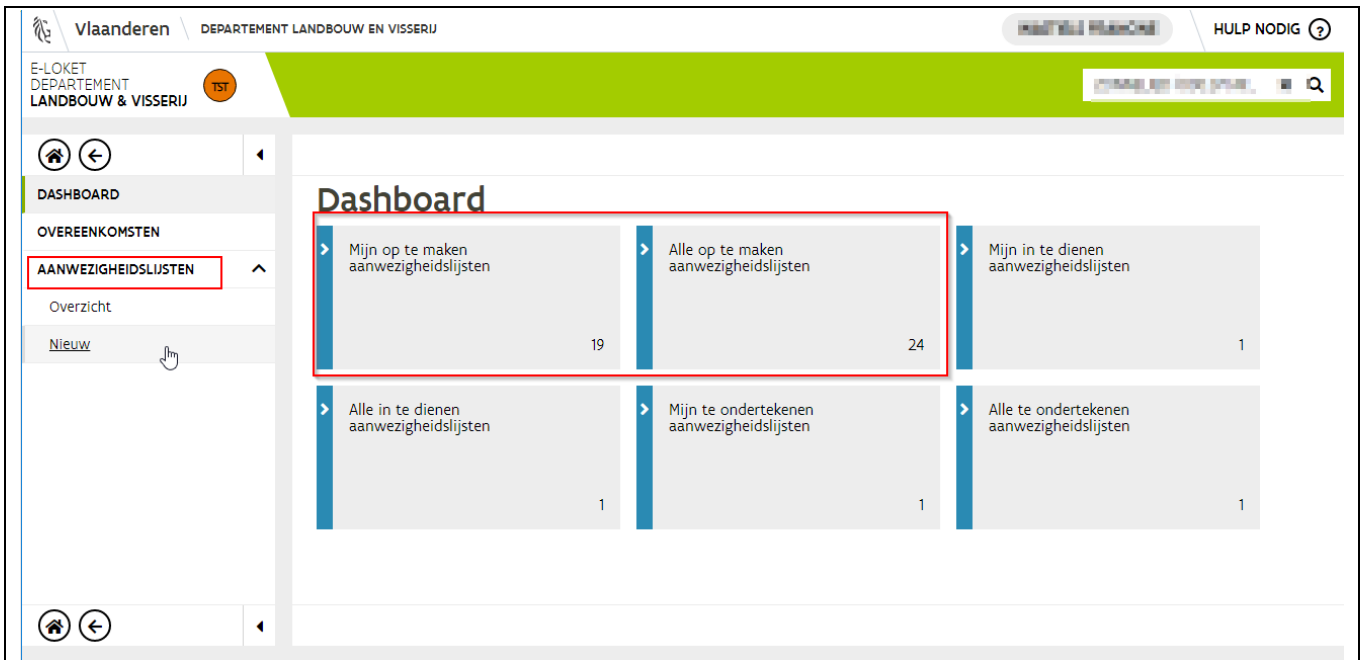 Vlaanderen
DEPARTEMENT LANDBOUW EN VISSERIJ
HULP NODIG ?
E-LOKET
DEPARTEMENT
LANDBOUW & VISSERIJ
TST
DASHBOARD
OVEREENKOMSTEN
AANWEZIGHEIDSLIJSTEN
Overzicht
Nieuw
Dashboard
Mijn op te maken
aanwezigheidslijsten
19
Alle op te maken
aanwezigheidslijsten
24
Mijn in te dienen
aanwezigheidslijsten
1
Alle in te dienen
aanwezigheidslijsten
1
Mijn te ondertekenen
aanwezigheidslijsten
1
Alle te ondertekenen
aanwezigheidslijsten
1